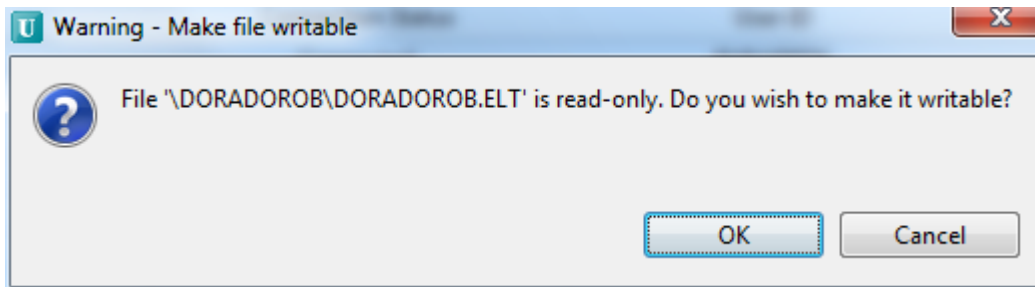 U Warning - Make file writable
File '\DORADOROB\DORADOROB.ELT' is read-only. Do you wish to make it writable?
OK Cancel